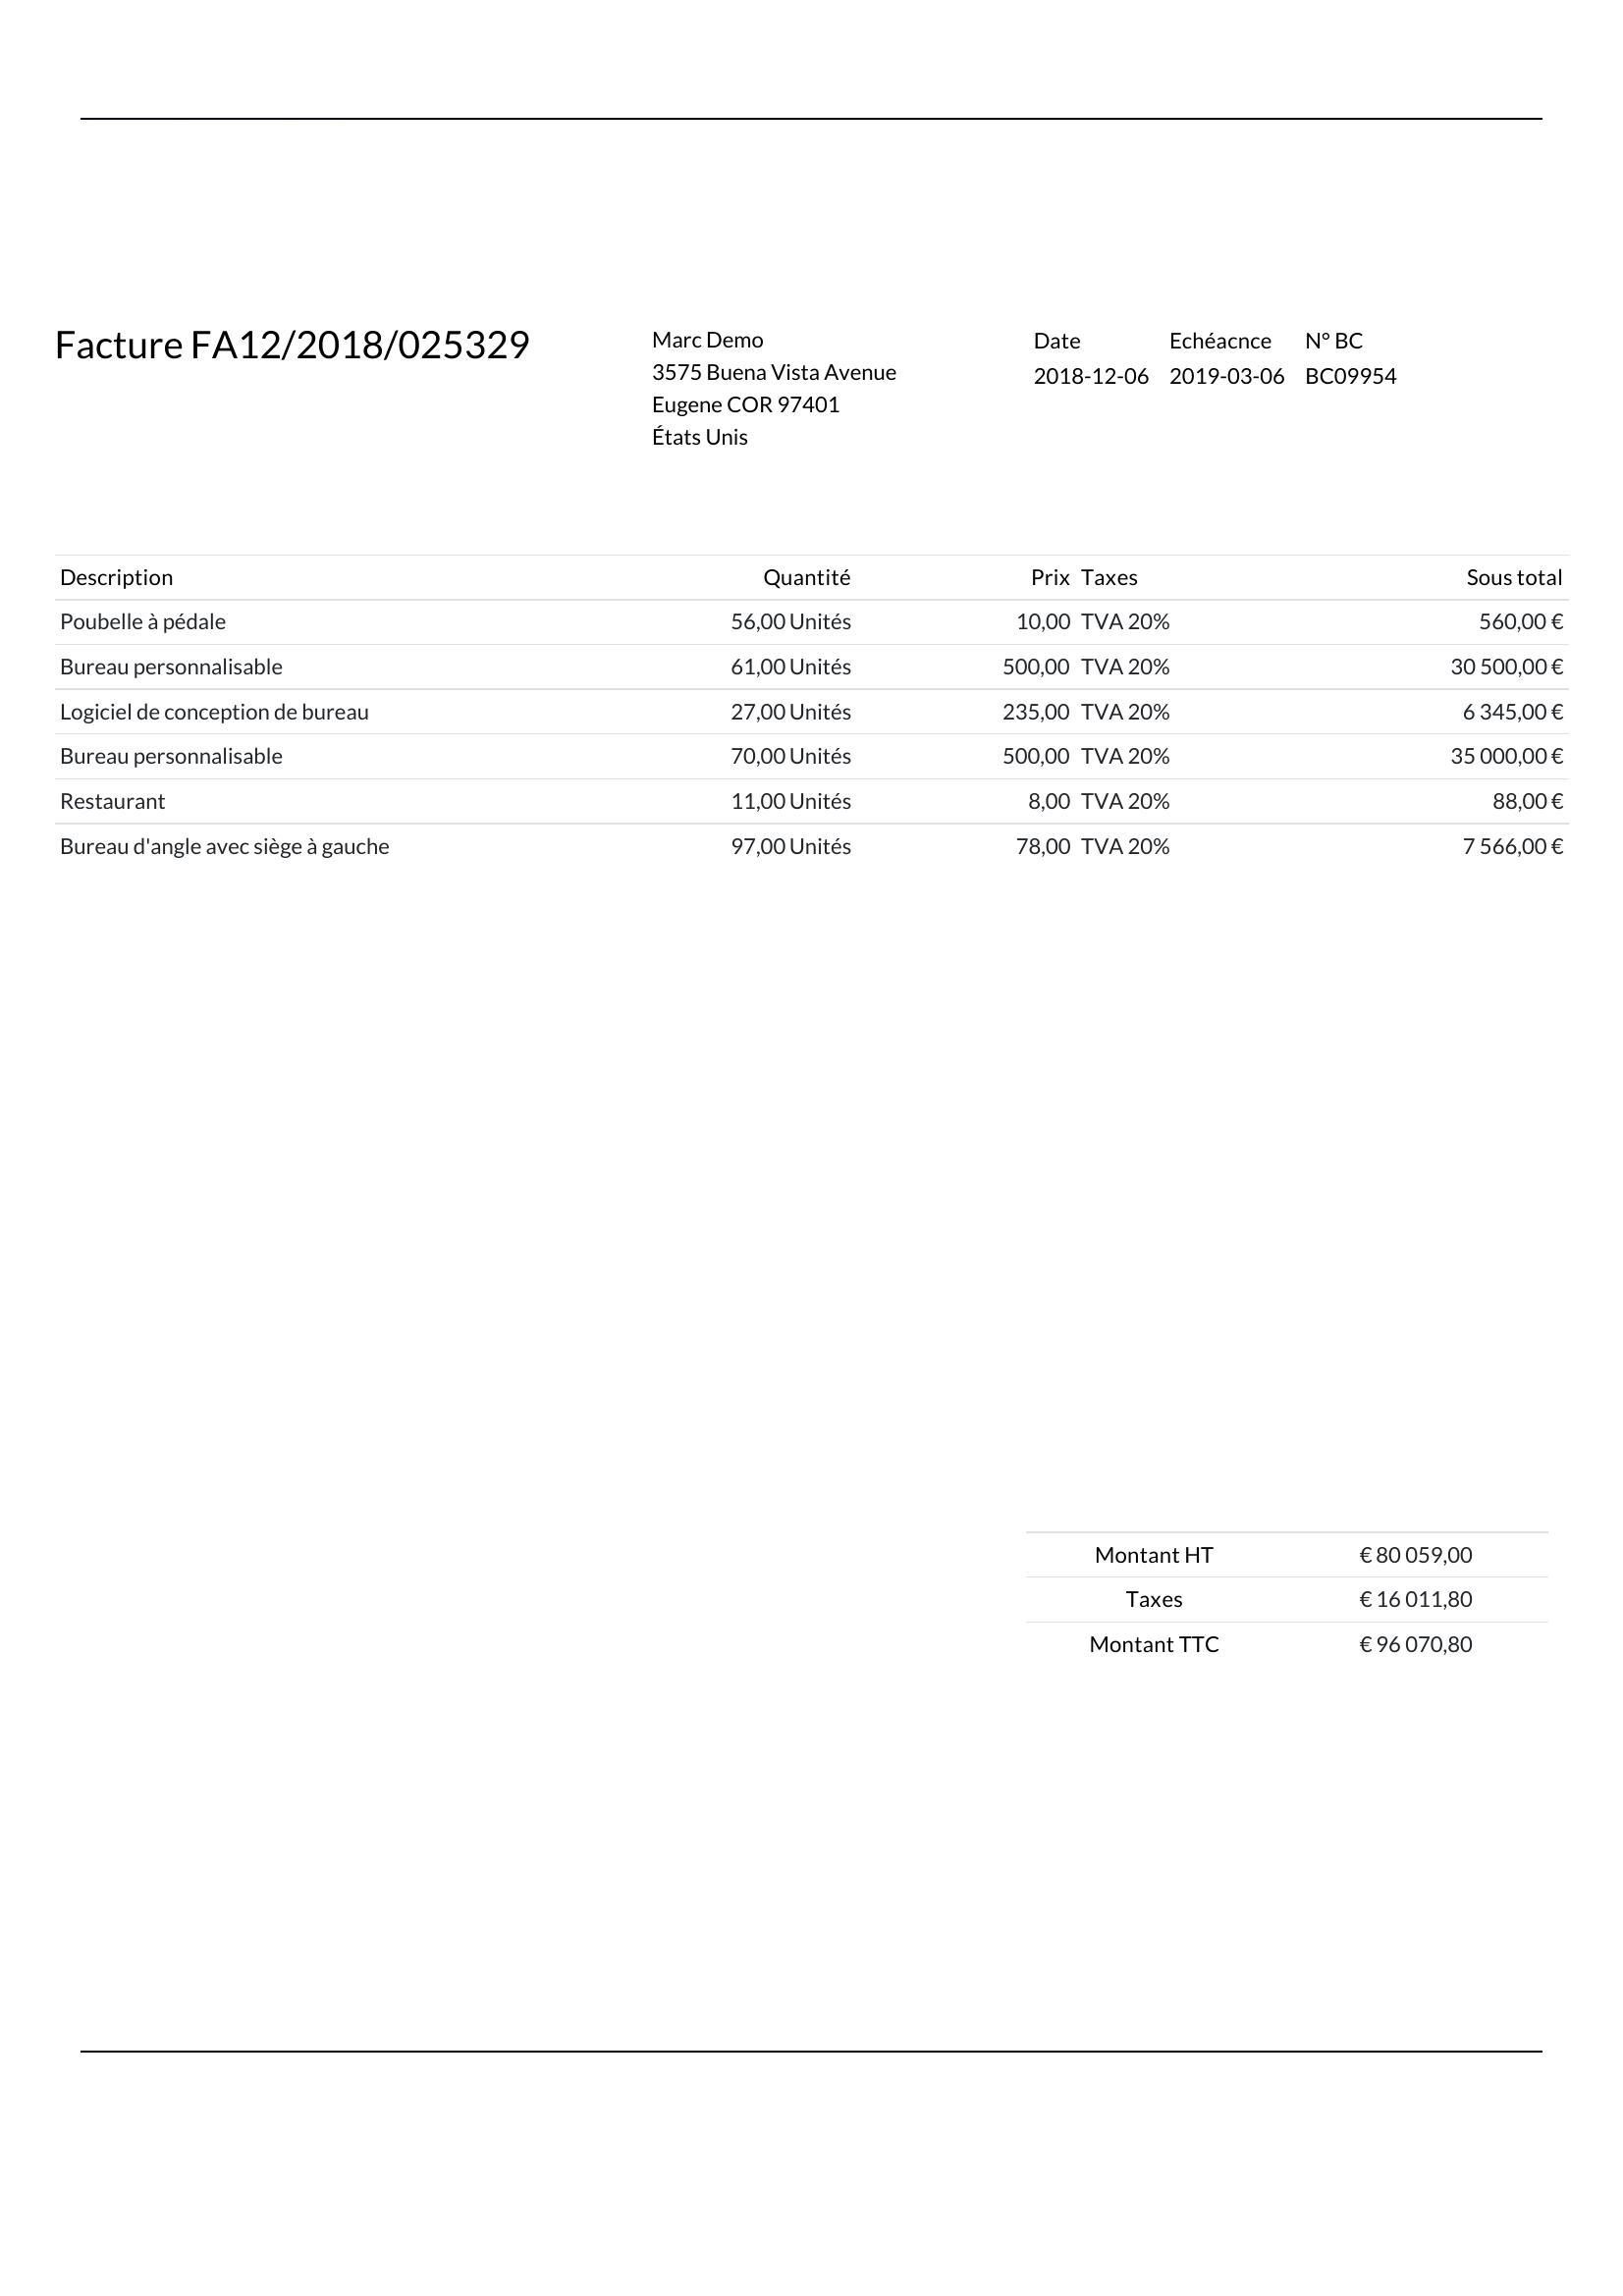 Facture FA12/2018/025329
Marc Demo
3575 Buena Vista Avenue
Eugene COR 97401
États Unis
Date Echéacnce N° BC
2018-12-06 2019-03-06 BC09954
Description Quantité Prix Taxes Sous total
Poubelle à pédale 56,00 Unités 10,00 TVA 20% 560,00 €
Bureau personnalisable 61,00 Unités 500,00 TVA 20% 30 500,00 €
Logiciel de conception de bureau 27,00 Unités 235,00 TVA 20% 6 345,00 €
Bureau personnalisable 70,00 Unités 500,00 TVA 20% 35 000,00 €
Restaurant 11,00 Unités 8,00 TVA 20% 88,00 €
Bureau d'angle avec siège à gauche 97,00 Unités 78,00 TVA 20% 7 566,00 €
Montant HT € 80 059,00
Taxes € 16 011,80
Montant TTC € 96 070,80